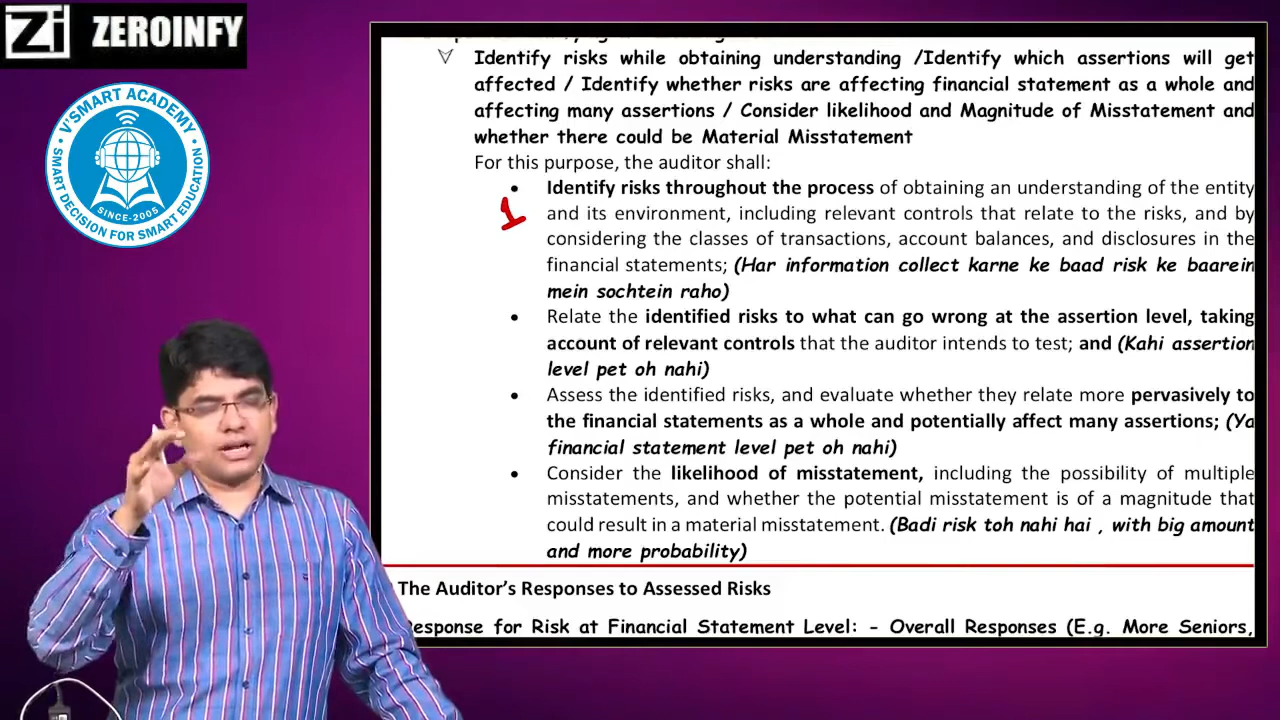 Zi ZEROINFY
V'SMART ACADEMY
SINCE-2005
SMART DECISION FOR SMART EDUCATION
Identify risks while obtaining understanding /Identify which assertions will get
affected / Identify whether risks are affecting financial statement as a whole and
affecting many assertions / Consider likelihood and Magnitude of Misstatement and
whether there could be Material Misstatement
For this purpose, the auditor shall:
• Identify risks throughout the process of obtaining an understanding of the entity
1 and its environment, including relevant controls that relate to the risks, and by
considering the classes of transactions, account balances, and disclosures in the
financial statements; (Har information collect karne ke baad risk ke baarein
mein sochtein raho)
• Relate the identified risks to what can go wrong at the assertion level, taking
account of relevant controls that the auditor intends to test; and (Kahi assertion
level pet oh nahi)
• Assess the identified risks, and evaluate whether they relate more pervasively to
the financial statements as a whole and potentially affect many assertions; (Ya
financial statement level pet oh nahi)
• Consider the likelihood of misstatement, including the possibility of multiple
misstatements, and whether the potential misstatement is of a magnitude that
could result in a material misstatement. (Badi risk toh nahi hai , with big amount
and more probability)
The Auditor's Responses to Assessed Risks
Response for Risk at Financial Statement Level: - Overall Responses (E.g. More Seniors,